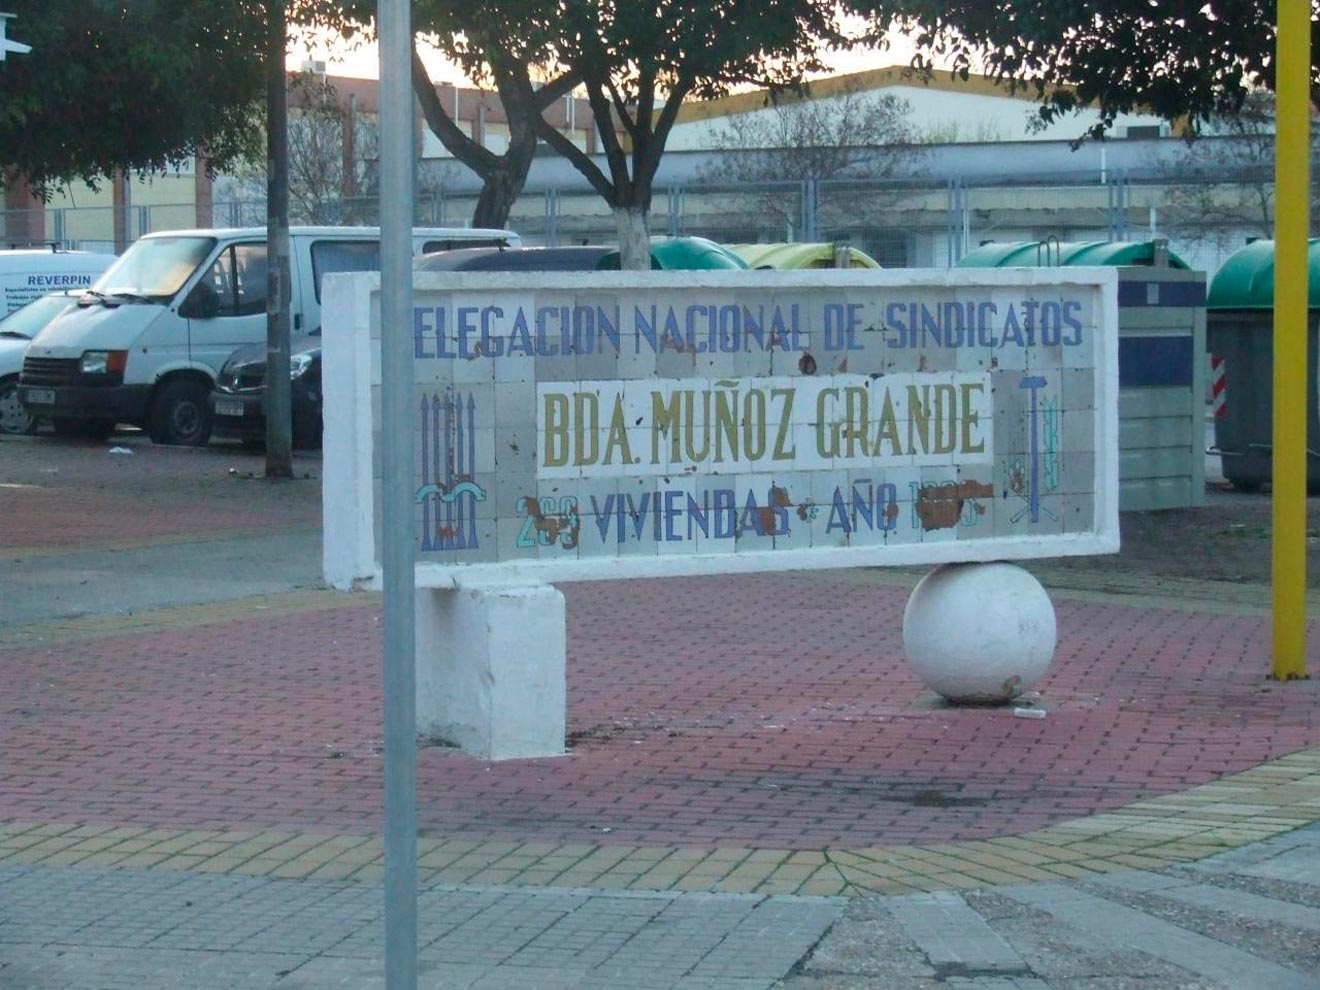 REVERPIN
ELEGACION NACIONAL DE SINDICATOS
BDA. MUÑOZ GRANDE
VIVIENDAS AÑO